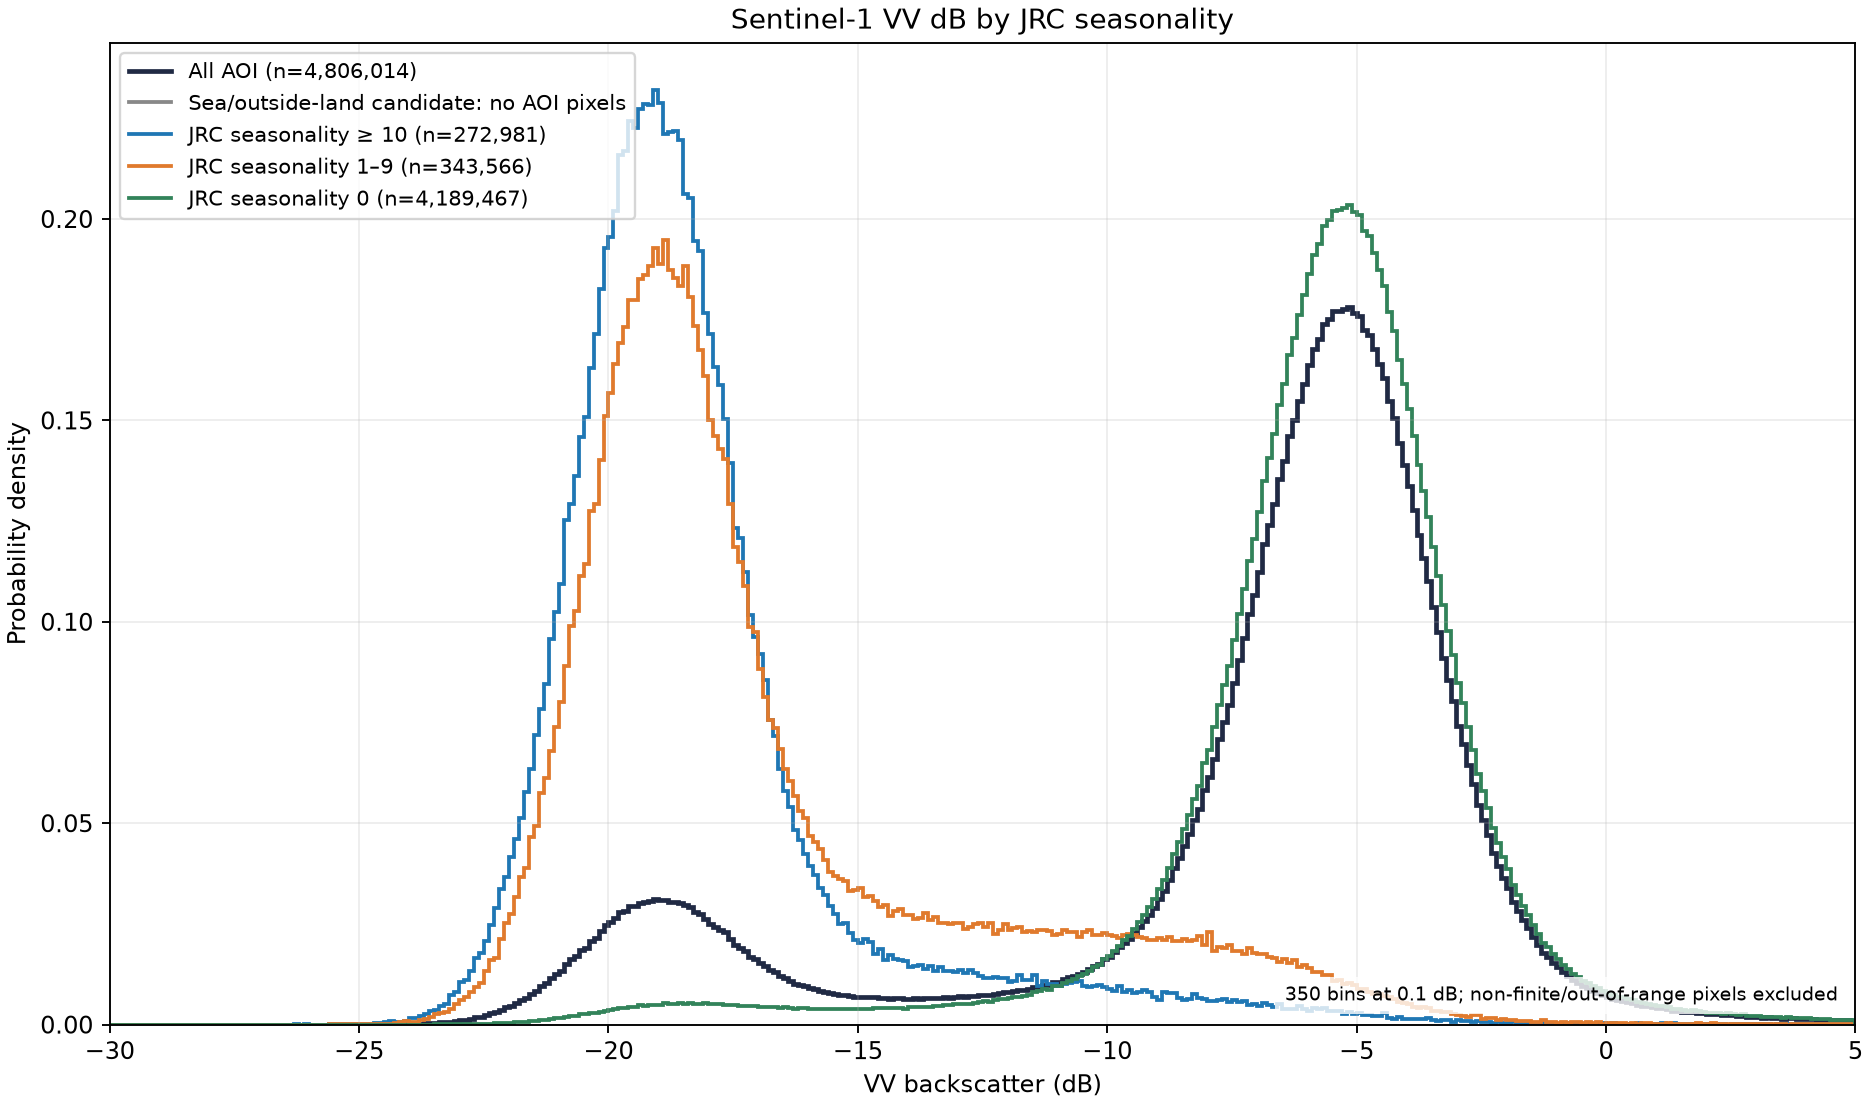 Sentinel-1 VV dB by JRC seasonality
All AOI (n=4,806,014)
Sea/outside-land candidate: no AOI pixels
JRC seasonality ≥ 10 (n=272,981)
JRC seasonality 1–9 (n=343,566)
JRC seasonality 0 (n=4,189,467)
Probability density
0.20
0.15
0.10
0.05
0.00
350 bins at 0.1 dB; non-finite/out-of-range pixels excluded
−30 −25 −20 −15 −10 −5 0 5
VV backscatter (dB)